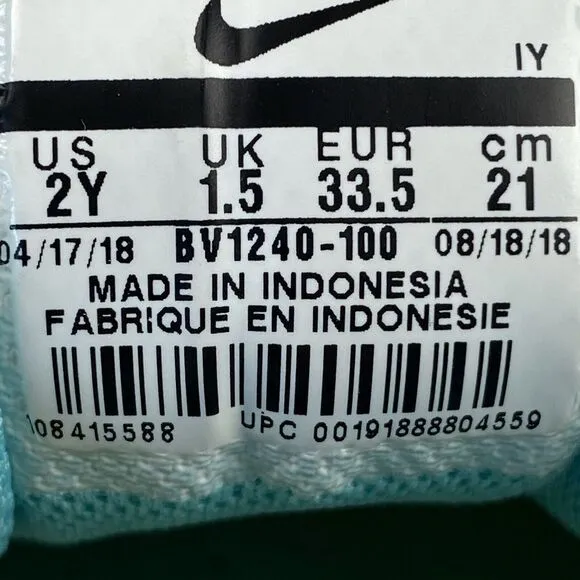 IY
US UK EUR cm
2Y 1.5 33.5 21
04/17/18 BV1240-100 08/18/18
MADE IN INDONESIA
FABRIQUE EN INDONESIE
108415588 UPC 00191888804559